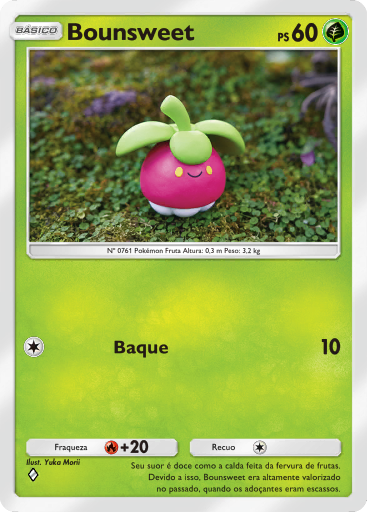 BÁSICO
Bounsweet
PS 60
N° 0761 Pokémon Fruta Altura: 0,3 m Peso: 3,2 kg
Baque 10
Fraqueza +20 Recuo
Ilust. Yuka Morii
Seu suor é doce como a calda feita da fervura de frutas.
Devido a isso, Bounsweet era altamente valorizado
no passado, quando os adoçantes eram escassos.